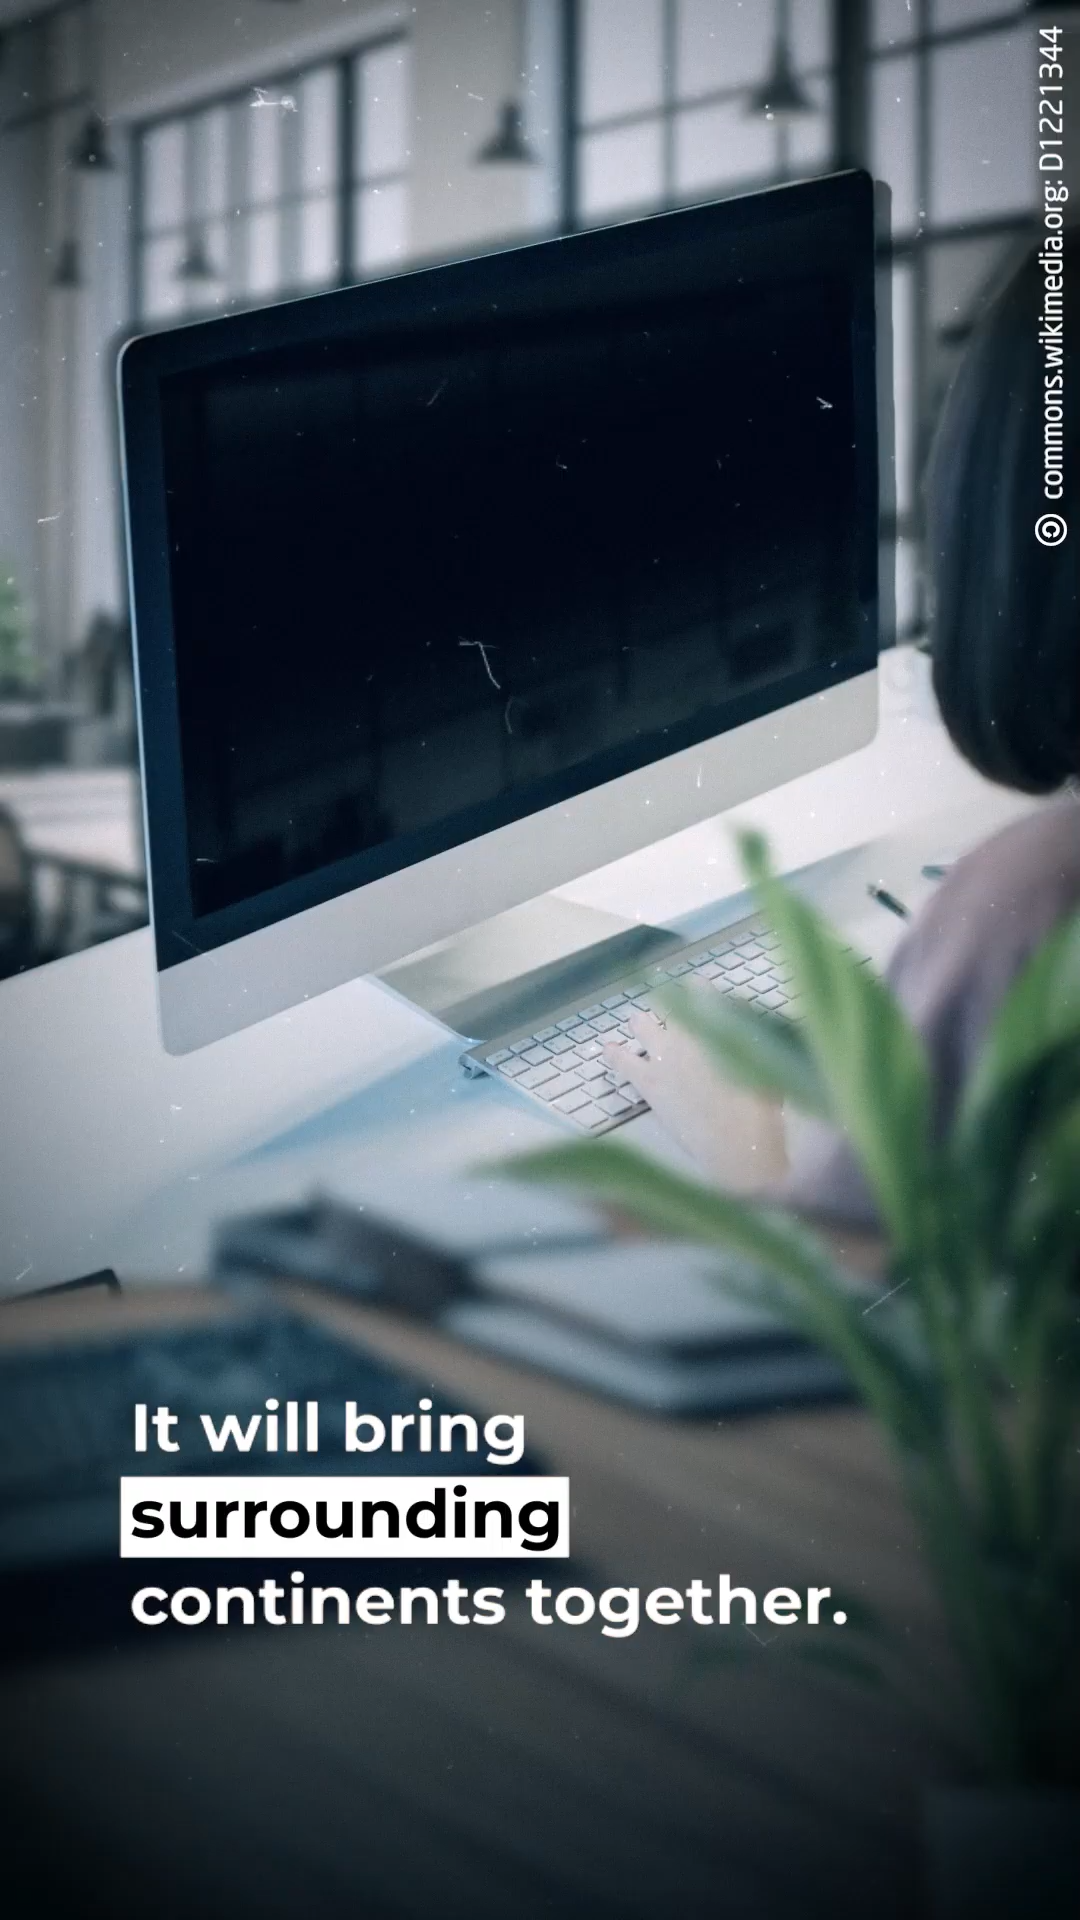 © commons.wikimedia.org: D1221344
It will bring
surrounding
continents together.